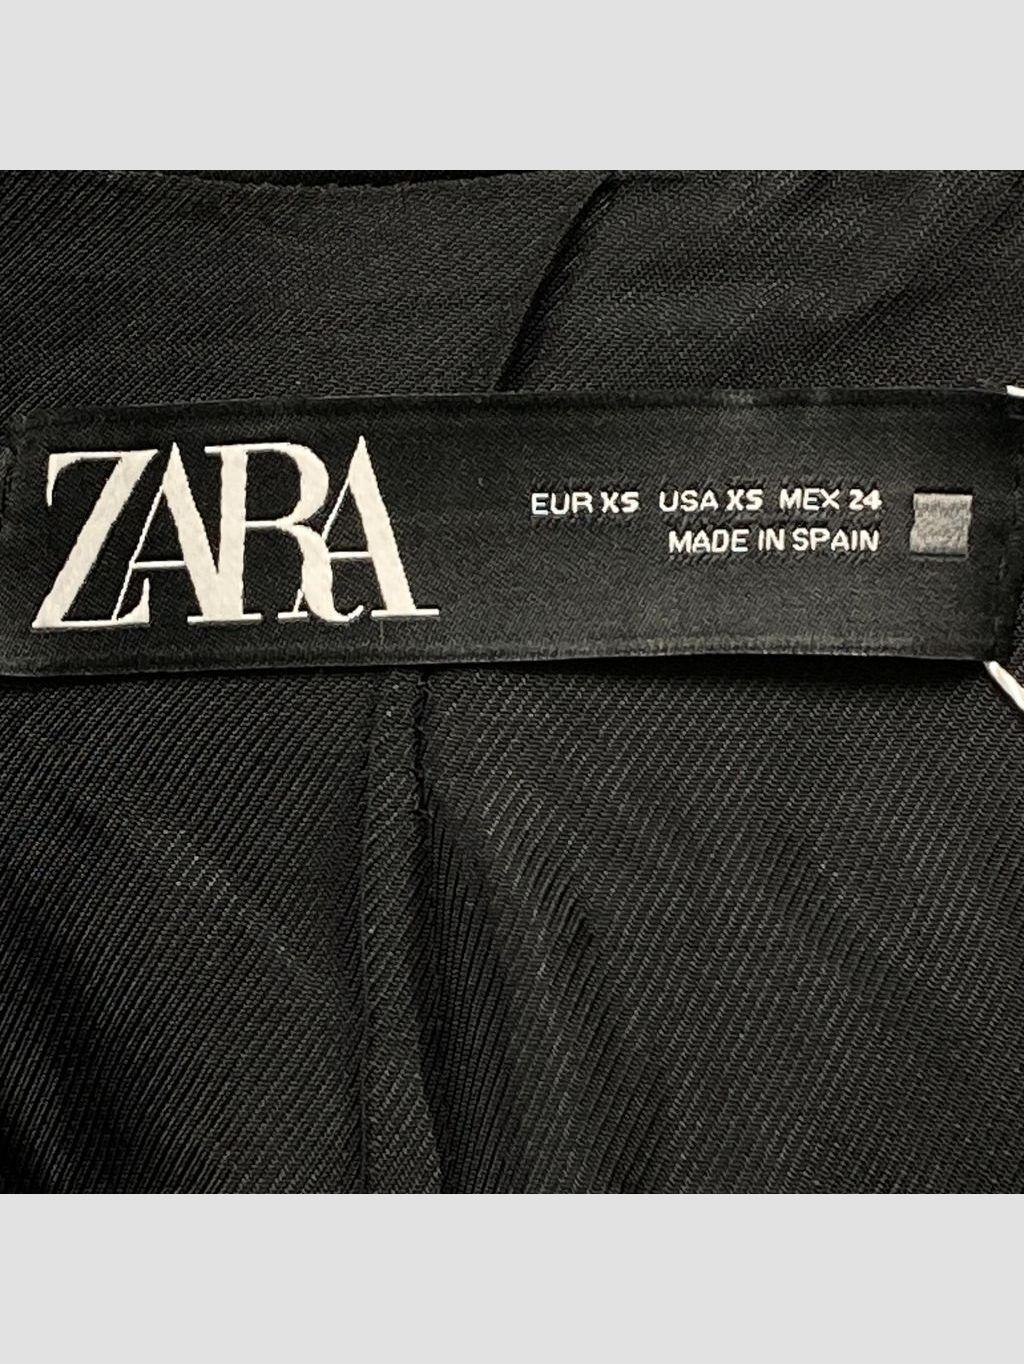 ZARA
EUR XS USA XS MEX 24
MADE IN SPAIN